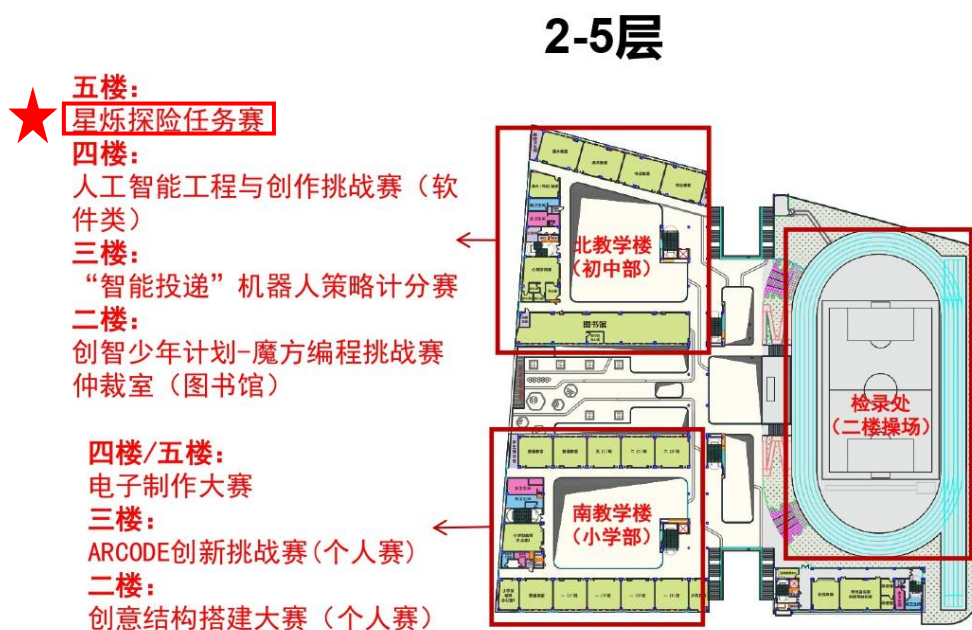 2-5层
五楼：
星烁探险任务赛
四楼：
人工智能工程与创作挑战赛（软
件类）
三楼：
“智能投递”机器人策略计分赛
二楼：
创智少年计划-魔方编程挑战赛
仲裁室（图书馆）
北教学楼
（初中部）
图书馆
检录处
（二楼操场）
四楼/五楼：
电子制作大赛
三楼：
ARCODE创新挑战赛(个人赛）
二楼：
创意结构搭建大赛（个人赛）
南教学楼
（小学部）